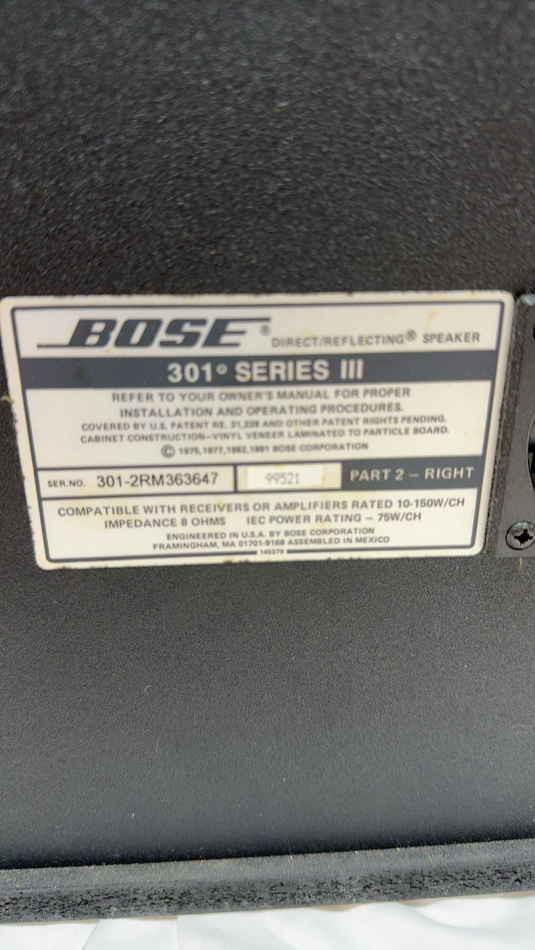 BOSE® DIRECT/REFLECTING® SPEAKER
301® SERIES III
REFER TO YOUR OWNER'S MANUAL FOR PROPER
INSTALLATION AND OPERATING PROCEDURES.
COVERED BY U.S. PATENT RE. 31,228 AND OTHER PATENT RIGHTS PENDING.
CABINET CONSTRUCTION–VINYL VENEER LAMINATED TO PARTICLE BOARD.
© 1975,1977,1982,1991 BOSE CORPORATION
SER.NO. 301-2RM363647 99521 PART 2 – RIGHT
COMPATIBLE WITH RECEIVERS OR AMPLIFIERS RATED 10-150W/CH
IMPEDANCE 8 OHMS IEC POWER RATING – 75W/CH
ENGINEERED IN U.S.A. BY BOSE CORPORATION
FRAMINGHAM, MA 01701-9168 ASSEMBLED IN MEXICO